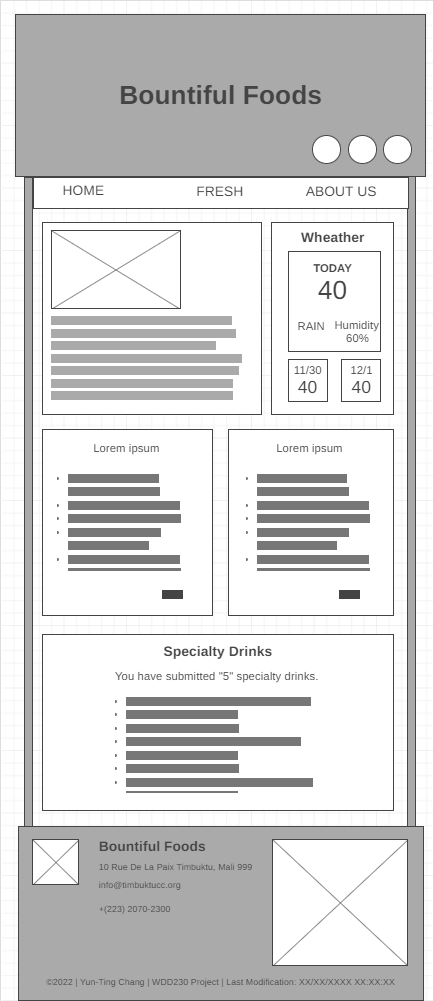 Bountiful Foods
HOME FRESH ABOUT US
Wheather
TODAY
40
RAIN Humidity
60%
11/30 12/1
40 40
Lorem ipsum Lorem ipsum
Specialty Drinks
You have submitted "5" specialty drinks.
Bountiful Foods
10 Rue De La Paix Timbuktu, Mali 999
info@timbuktucc.org
+(223) 2070-2300
©2022 | Yun-Ting Chang | WDD230 Project | Last Modification: XX/XX/XXXX XX:XX:XX